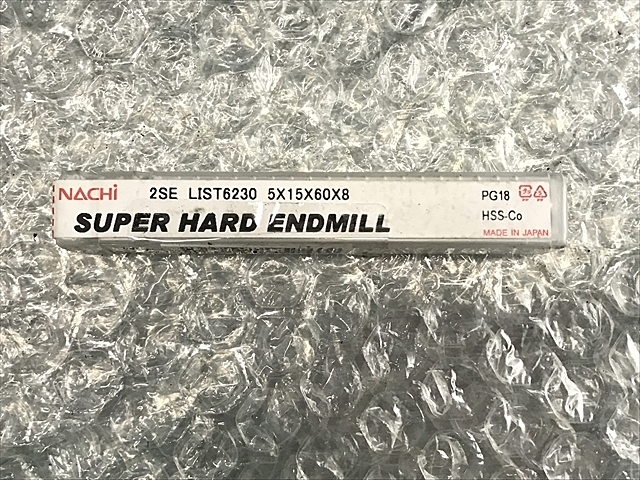 NACHi 2SE LIST6230 5X15X60X8 PG18
SUPER HARD ENDMILL HSS-Co
MADE IN JAPAN